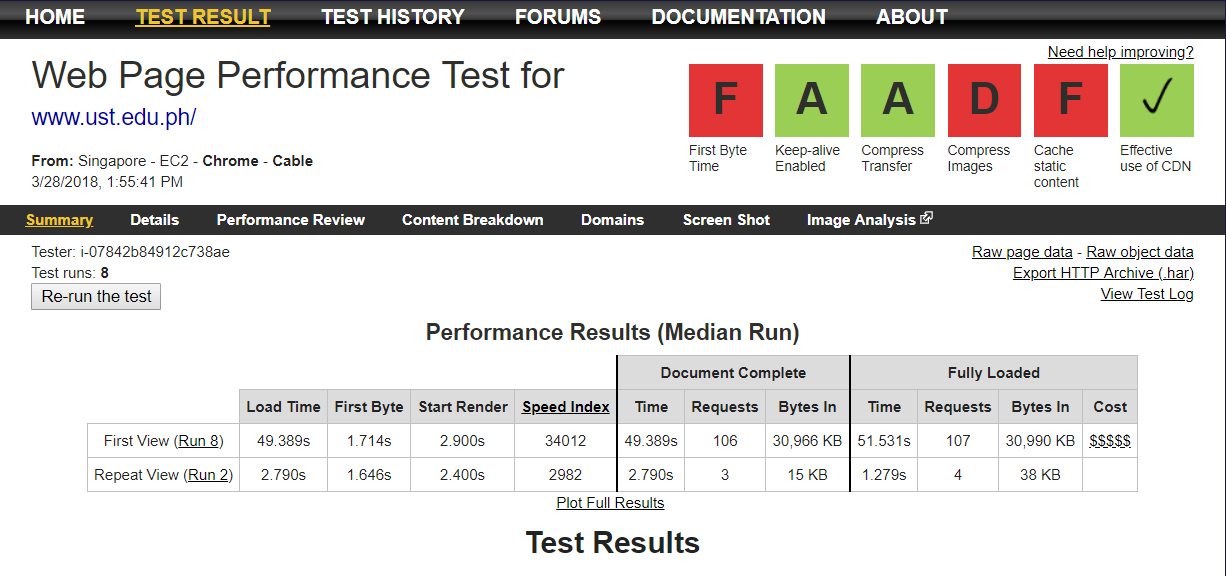 HOME TEST RESULT TEST HISTORY FORUMS DOCUMENTATION ABOUT
Need help improving?
Web Page Performance Test for
www.ust.edu.ph/
From: Singapore - EC2 - Chrome - Cable
3/28/2018, 1:55:41 PM
F A A D F ✓
First Byte Time
Keep-alive Enabled
Compress Transfer
Compress Images
Cache static content
Effective use of CDN
Summary Details Performance Review Content Breakdown Domains Screen Shot Image Analysis
Tester: i-07842b84912c738ae
Test runs: 8
Re-run the test
Raw page data - Raw object data
Export HTTP Archive (.har)
View Test Log
Performance Results (Median Run)
Document Complete Fully Loaded
Load Time First Byte Start Render Speed Index Time Requests Bytes In Time Requests Bytes In Cost
First View (Run 8) 49.389s 1.714s 2.900s 34012 49.389s 106 30,966 KB 51.531s 107 30,990 KB $$$$$
Repeat View (Run 2) 2.790s 1.646s 2.400s 2982 2.790s 3 15 KB 1.279s 4 38 KB
Plot Full Results
Test Results